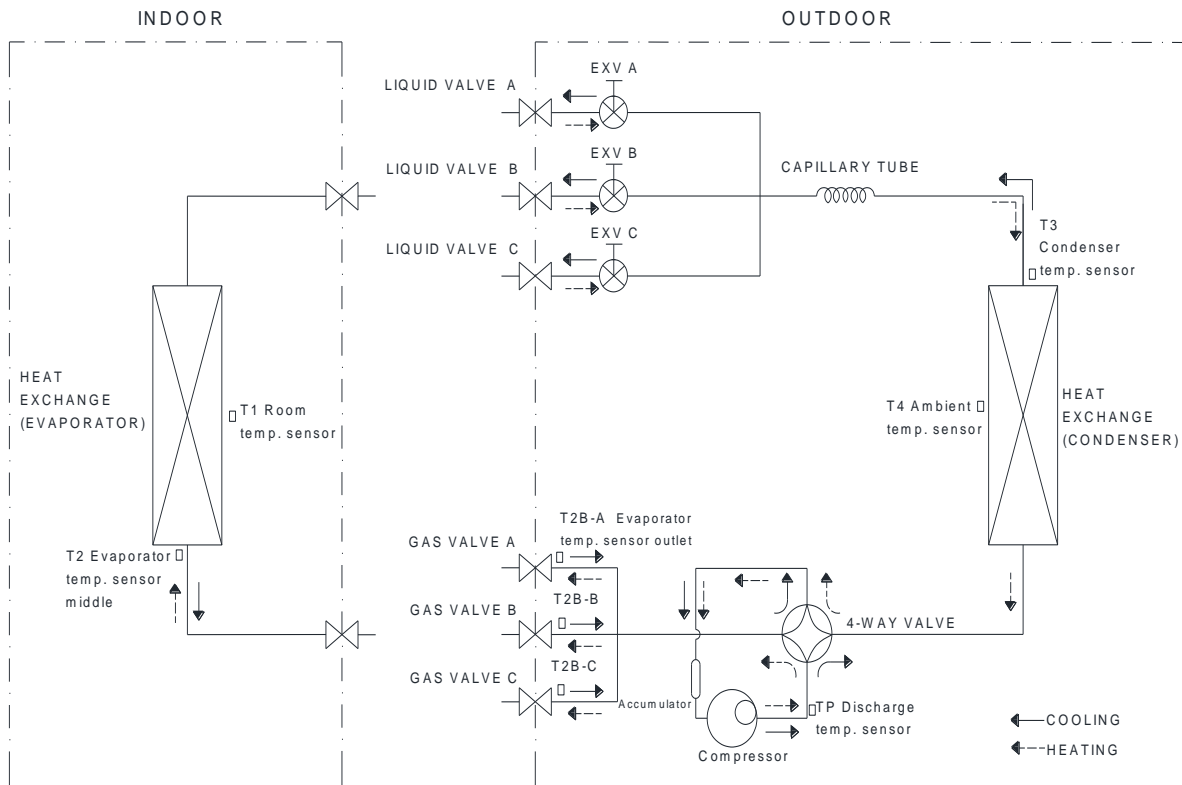 INDOOR
OUTDOOR
LIQUID VALVE A
EXV A
LIQUID VALVE B
EXV B
CAPILLARY TUBE
LIQUID VALVE C
EXV C
T3
Condenser
temp. sensor
HEAT
EXCHANGE
(EVAPORATOR)
T1 Room
temp. sensor
T4 Ambient
temp. sensor
HEAT
EXCHANGE
(CONDENSER)
T2 Evaporator
temp. sensor
middle
GAS VALVE A
T2B-A Evaporator
temp. sensor outlet
GAS VALVE B
T2B-B
4-WAY VALVE
GAS VALVE C
T2B-C
Accumulator
TP Discharge
temp. sensor
Compressor
COOLING
HEATING